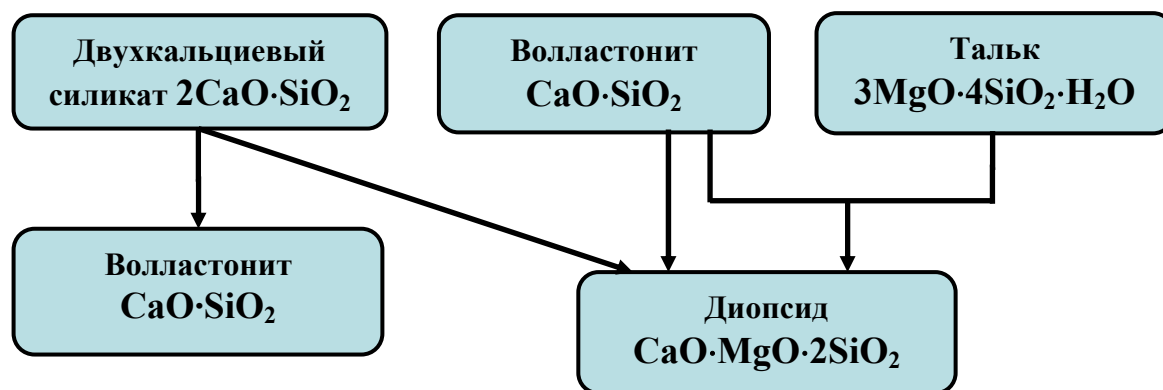 Двухкальциевый
силикат 2CaO·SiO₂
Волластонит
CaO·SiO₂
Тальк
3MgO·4SiO₂·H₂O
Волластонит
CaO·SiO₂
Диопсид
CaO·MgO·2SiO₂